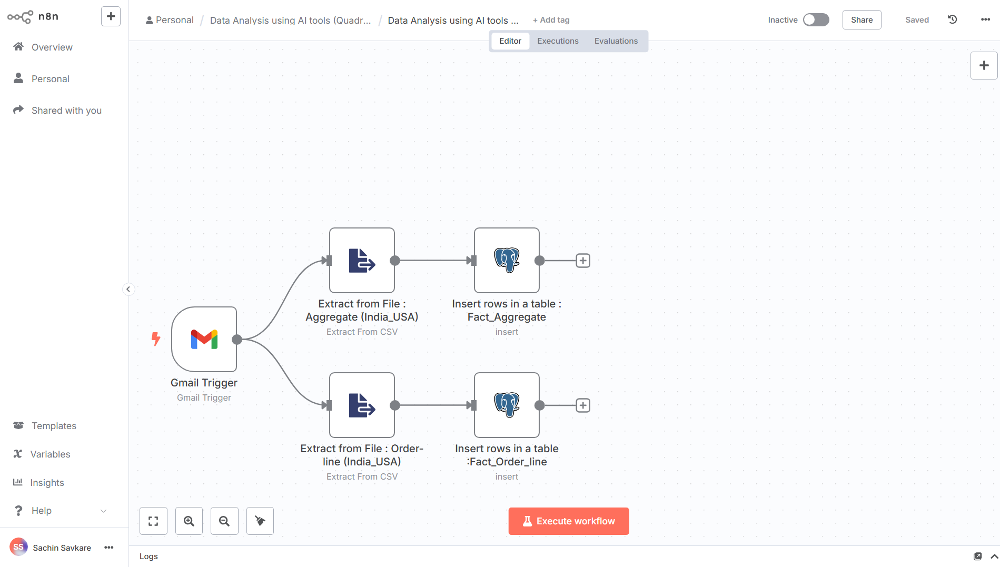 n8n
Personal / Data Analysis using AI tools (Quadr... / Data Analysis using AI tools ... + Add tag
Inactive
Share
Saved
Editor Executions Evaluations
Overview
Personal
Shared with you
Extract from File :
Aggregate (India_USA)
Extract From CSV
Insert rows in a table :
Fact_Aggregate
insert
Gmail Trigger
Gmail Trigger
Extract from File : Order-
line (India_USA)
Extract From CSV
Insert rows in a table
:Fact_Order_line
insert
Templates
Variables
Insights
Help
Execute workflow
SS
Sachin Savkare
Logs